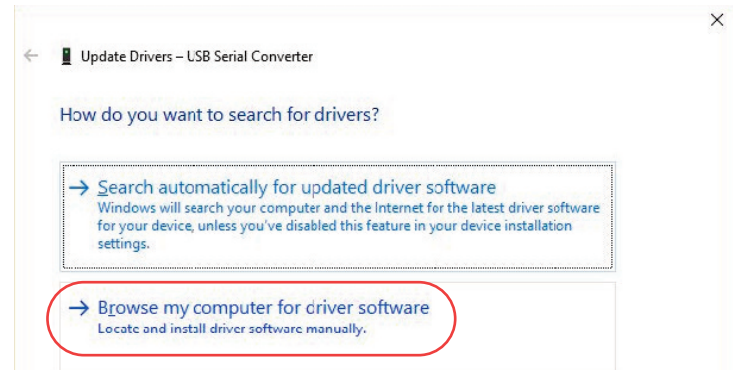 Update Drivers – USB Serial Converter
How do you want to search for drivers?
Search automatically for updated driver software
Windows will search your computer and the Internet for the latest driver software
for your device, unless you've disabled this feature in your device installation
settings.
Browse my computer for driver software
Locate and install driver software manually.